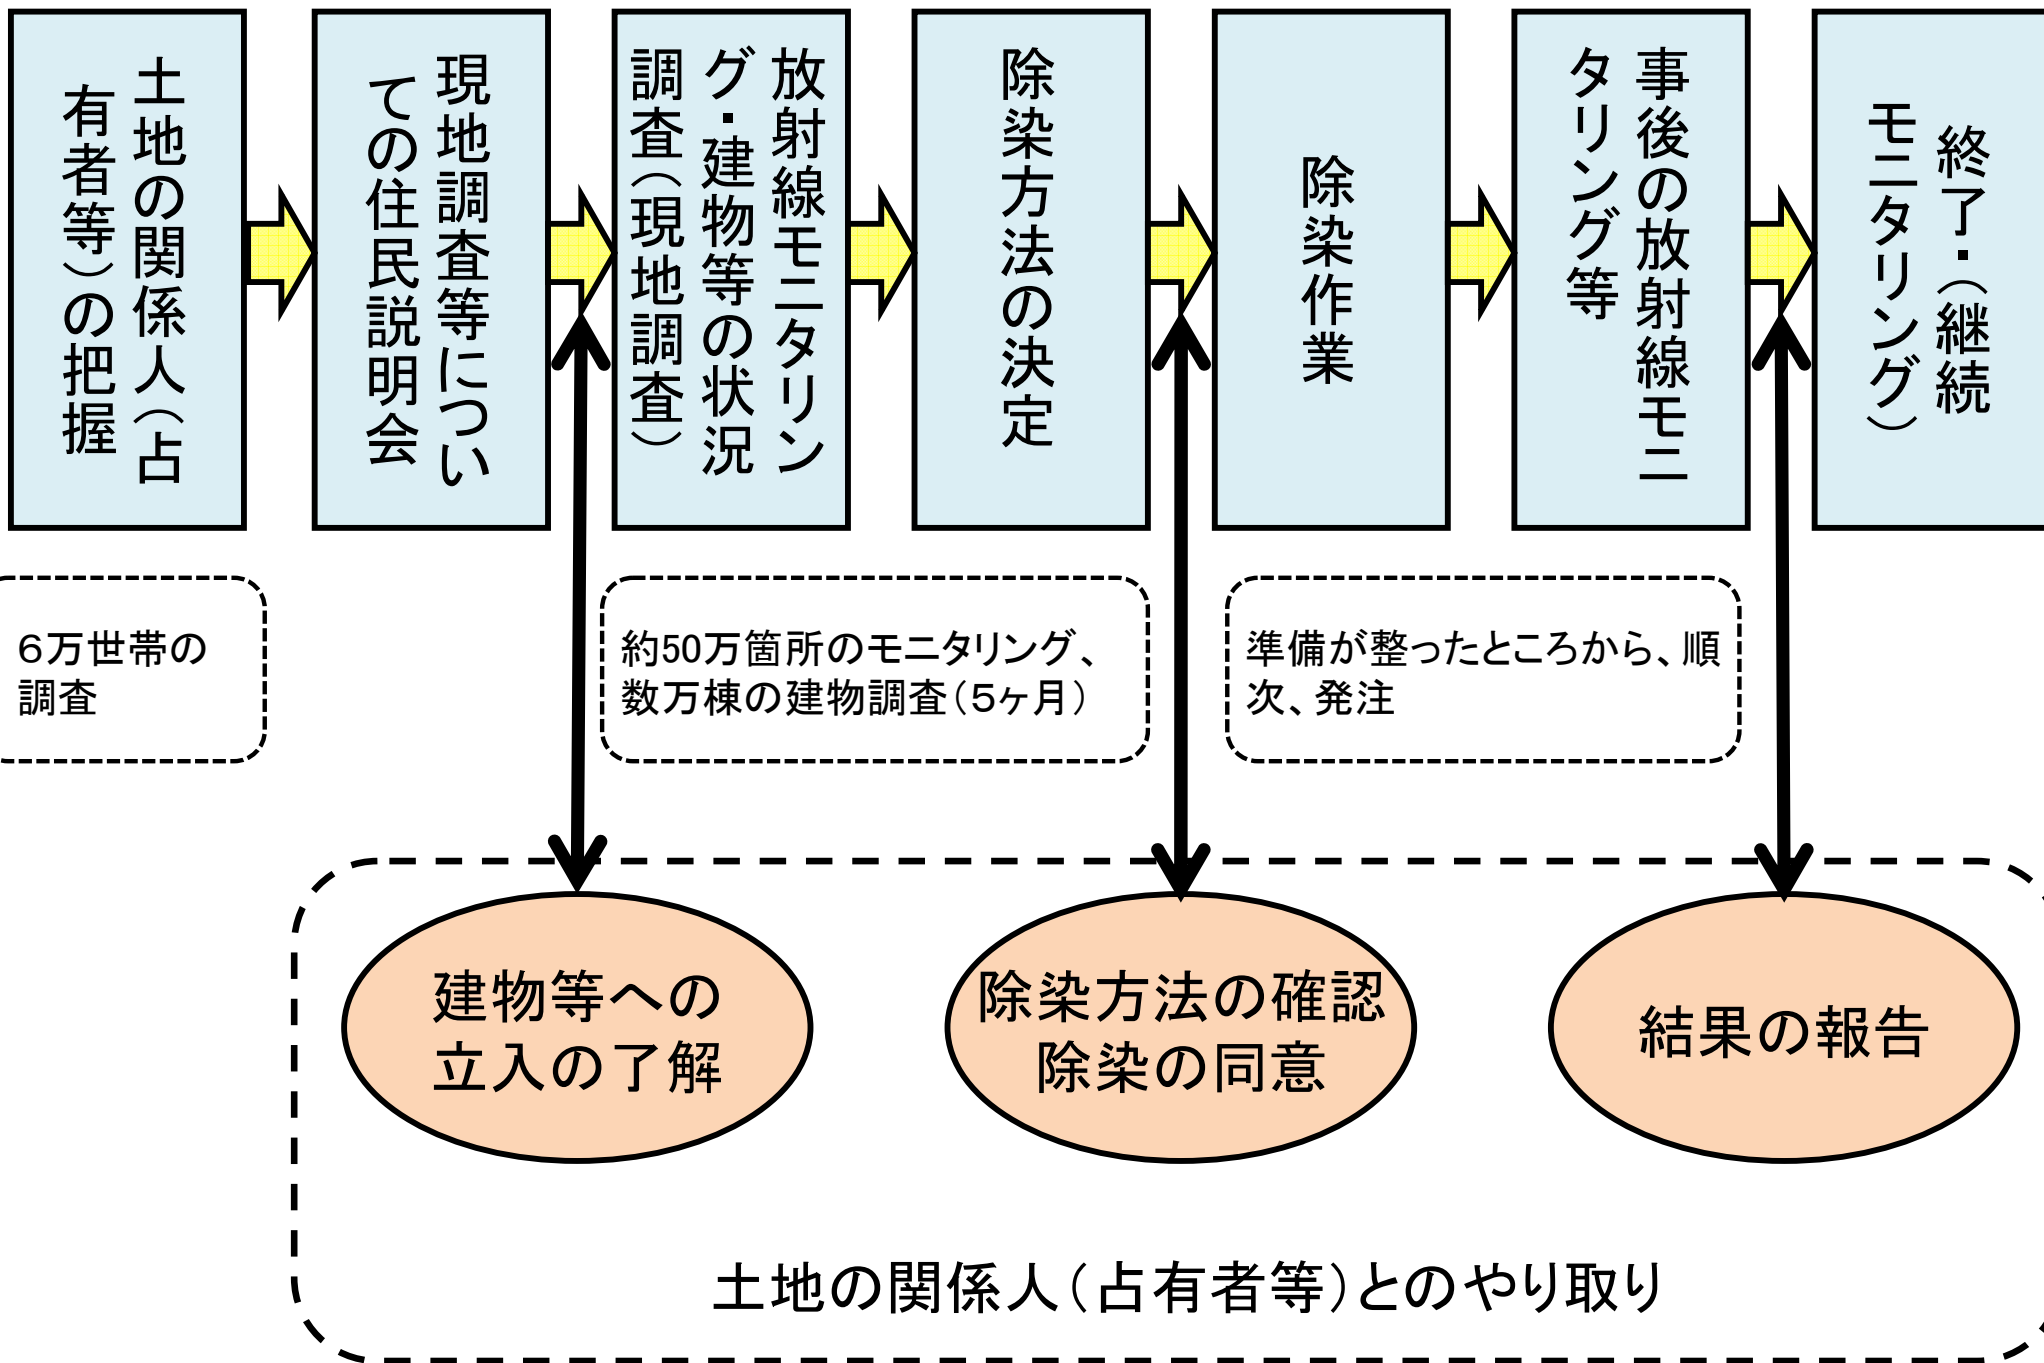 土地の関係人（占
有者等）の把握
現地調査等につい
ての住民説明会
放射線モニタリン
グ・建物等の状況
調査（現地調査）
除染方法の決定
除染作業
事後の放射線モニ
タリング等
終了・（継続
モニタリング）
６万世帯の
調査
約50万箇所のモニタリング、
数万棟の建物調査（５ヶ月）
準備が整ったところから、順
次、発注
建物等への
立入の了解
除染方法の確認
除染の同意
結果の報告
土地の関係人（占有者等）とのやり取り